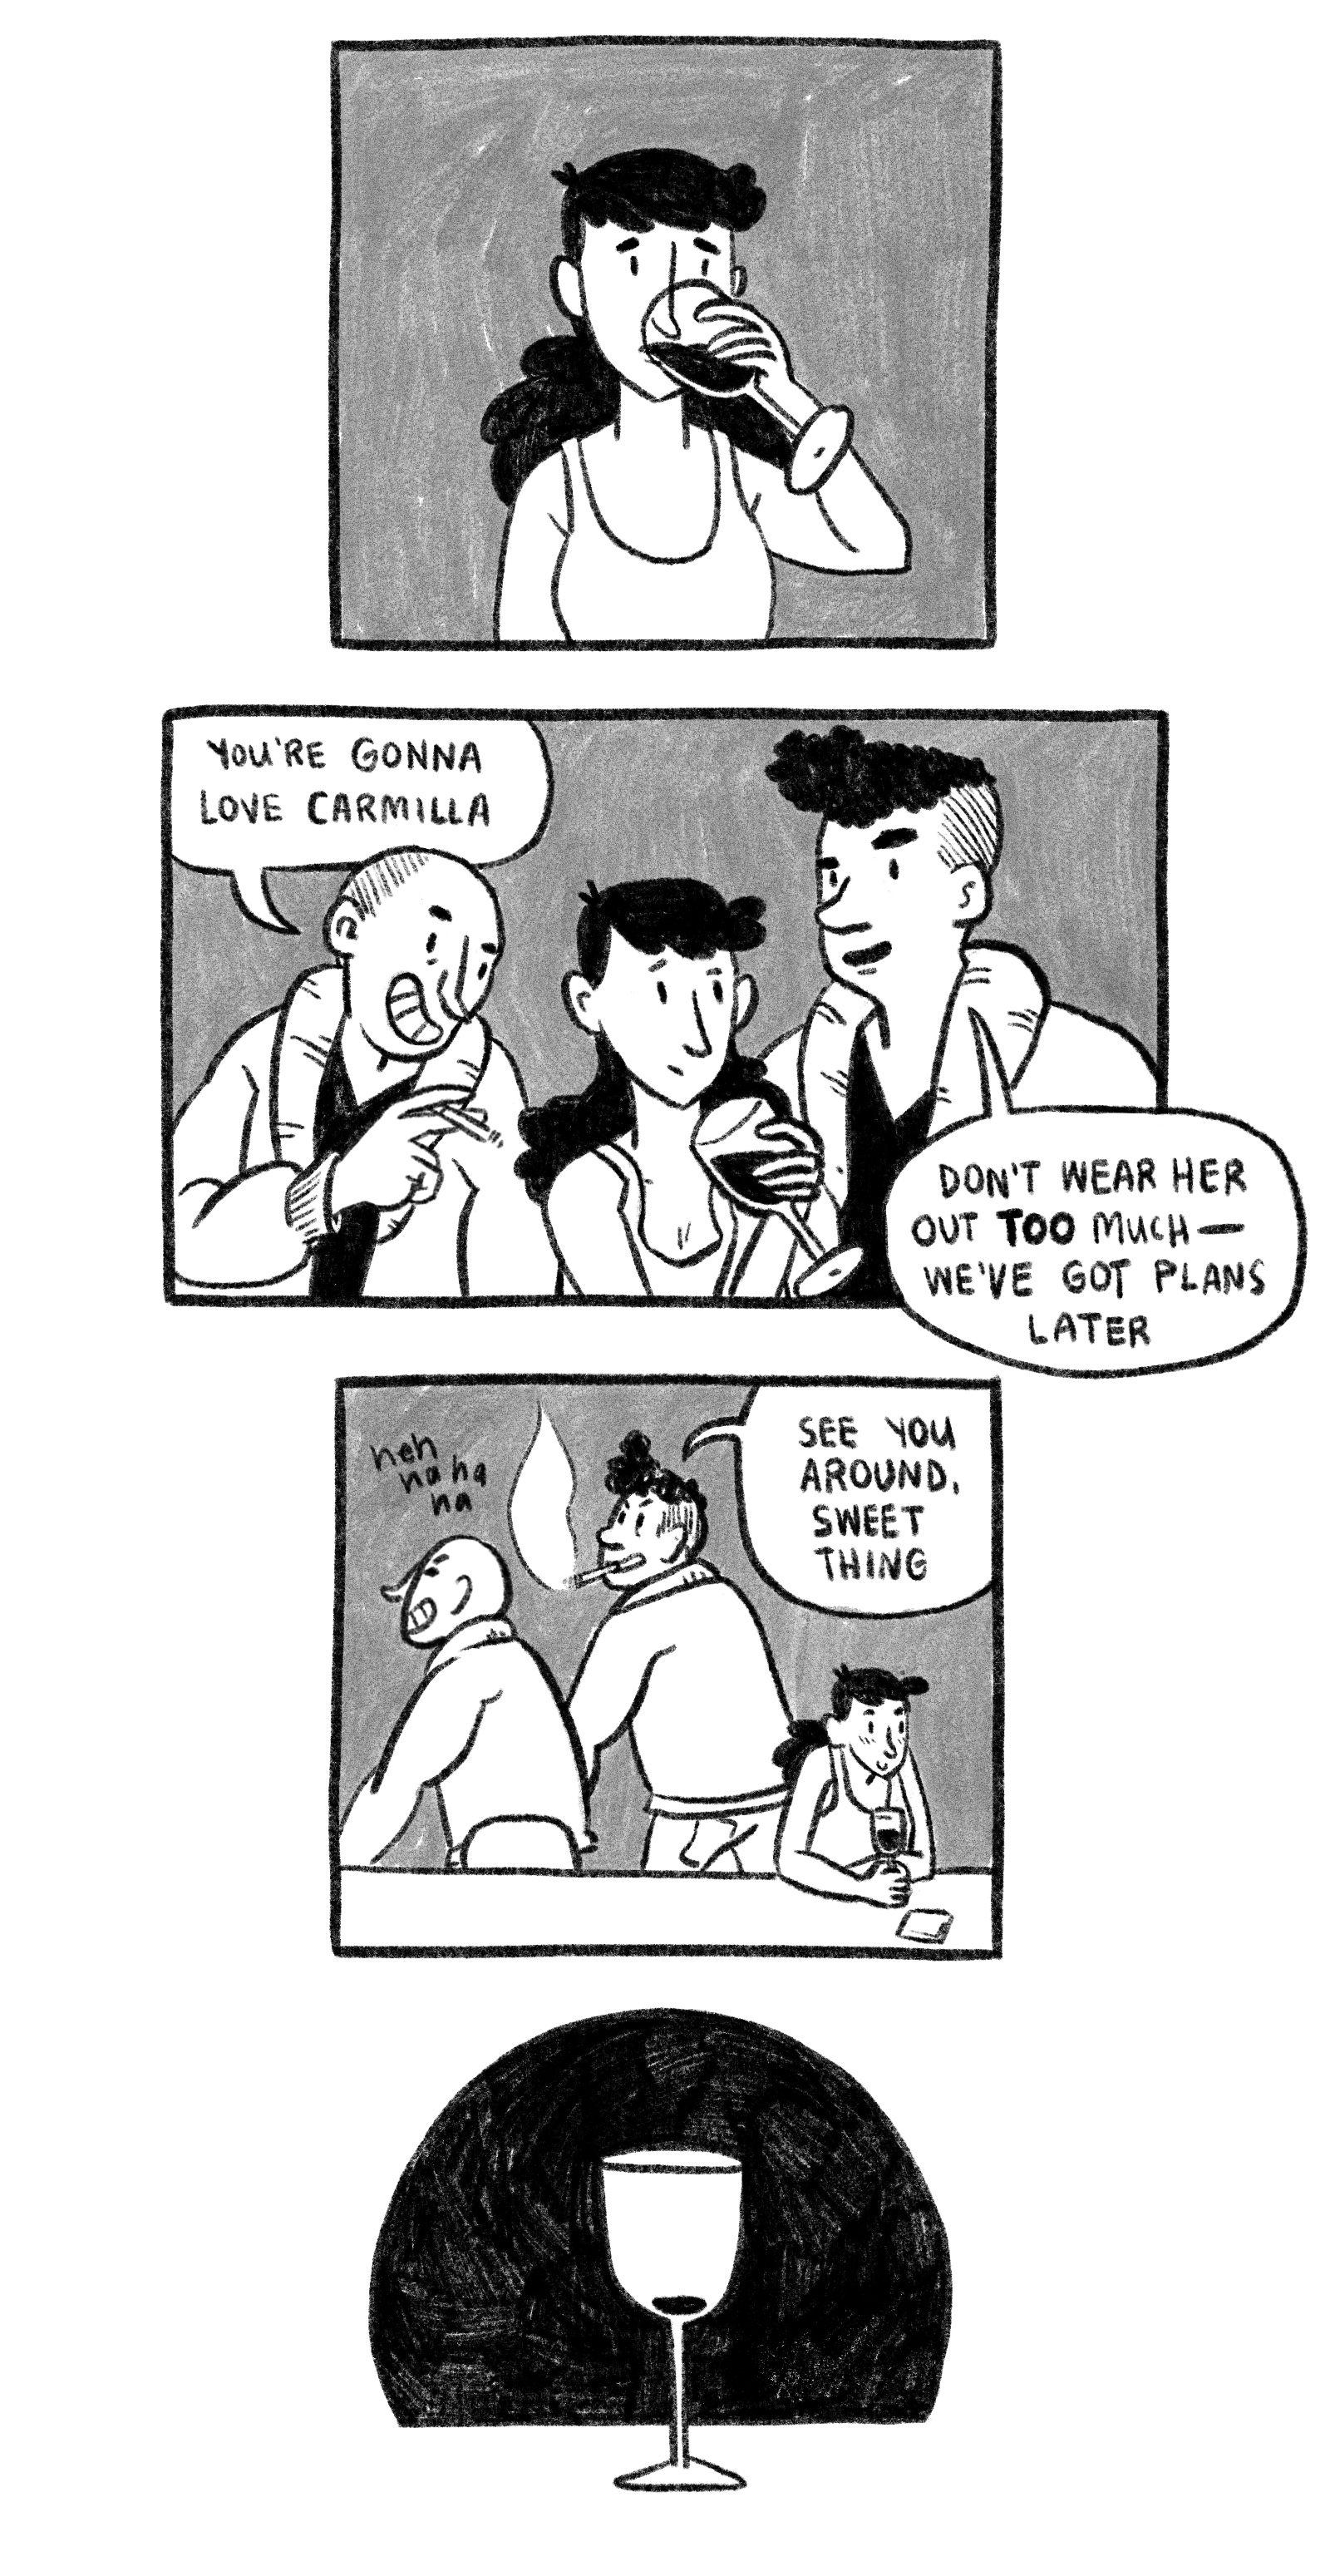 YOU'RE GONNA
LOVE CARMILLA
DON'T WEAR HER
OUT TOO MUCH—
WE'VE GOT PLANS
LATER
heh
ha ha
ha
SEE YOU
AROUND,
SWEET
THING